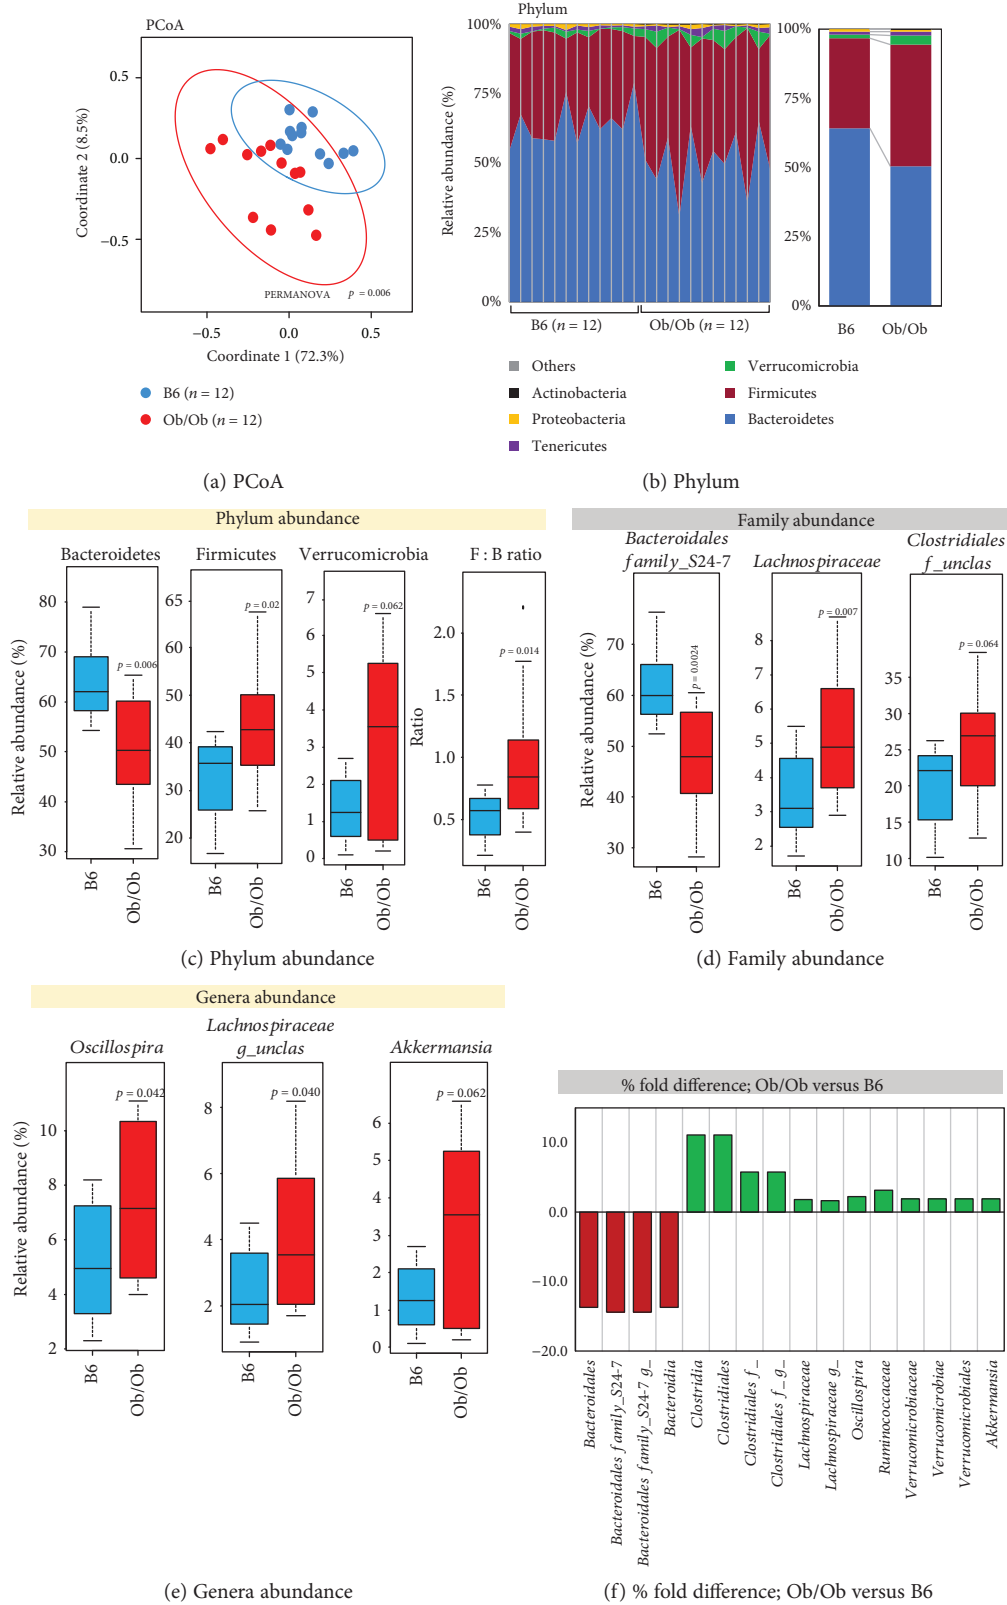 PCoA
0.5
0.0
−0.5
Coordinate 2 (8.5%)
PERMANOVA p = 0.006
−0.5 0.0 0.5
Coordinate 1 (72.3%)
B6 (n = 12)
Ob/Ob (n = 12)
(a) PCoA
Phylum
100%
75%
50%
25%
0%
Relative abundance (%)
B6 (n = 12) Ob/Ob (n = 12)
100%
75%
50%
25%
0%
B6 Ob/Ob
Others
Actinobacteria
Proteobacteria
Tenericutes
Verrucomicrobia
Firmicutes
Bacteroidetes
(b) Phylum
Phylum abundance
Bacteroidetes
80
70
60
50
40
30
Relative abundance (%)
p = 0.006
B6
Ob/Ob
Firmicutes
65
60
50
40
30
20
p = 0.02
B6
Ob/Ob
Verrucomicrobia
7
6
5
4
3
2
1
0
p = 0.062
B6
Ob/Ob
F : B ratio
2.0
1.5
1.0
0.5
Ratio
p = 0.014
B6
Ob/Ob
(c) Phylum abundance
Family abundance
Bacteroidales
family_S24-7
70
60
50
40
30
Relative abundance (%)
p = 0.0024
B6
Ob/Ob
Lachnospiraceae
8
7
6
5
4
3
2
p = 0.007
B6
Ob/Ob
Clostridiales
f_unclas
35
30
25
20
15
10
p = 0.064
B6
Ob/Ob
(d) Family abundance
Genera abundance
Oscillospira
10
8
6
4
2
Relative abundance (%)
p = 0.042
B6
Ob/Ob
Lachnospiraceae
g_unclas
8
6
4
2
p = 0.040
B6
Ob/Ob
Akkermansia
6
5
4
3
2
1
0
p = 0.062
B6
Ob/Ob
(e) Genera abundance
% fold difference; Ob/Ob versus B6
10.0
0.0
−10.0
−20.0
Bacteroidales
Bacteroidales family_S24-7
Bacteroidales family_S24-7 g_
Bacteroidia
Clostridia
Clostridiales
Clostridiales f_
Clostridiales f_g_
Lachnospiraceae
Lachnospiraceae g_
Oscillospira
Ruminoccaceae
Verrucomicrobiaceae
Verrucomicrobiae
Verrucomicrobiales
Akkermansia
(f) % fold difference; Ob/Ob versus B6